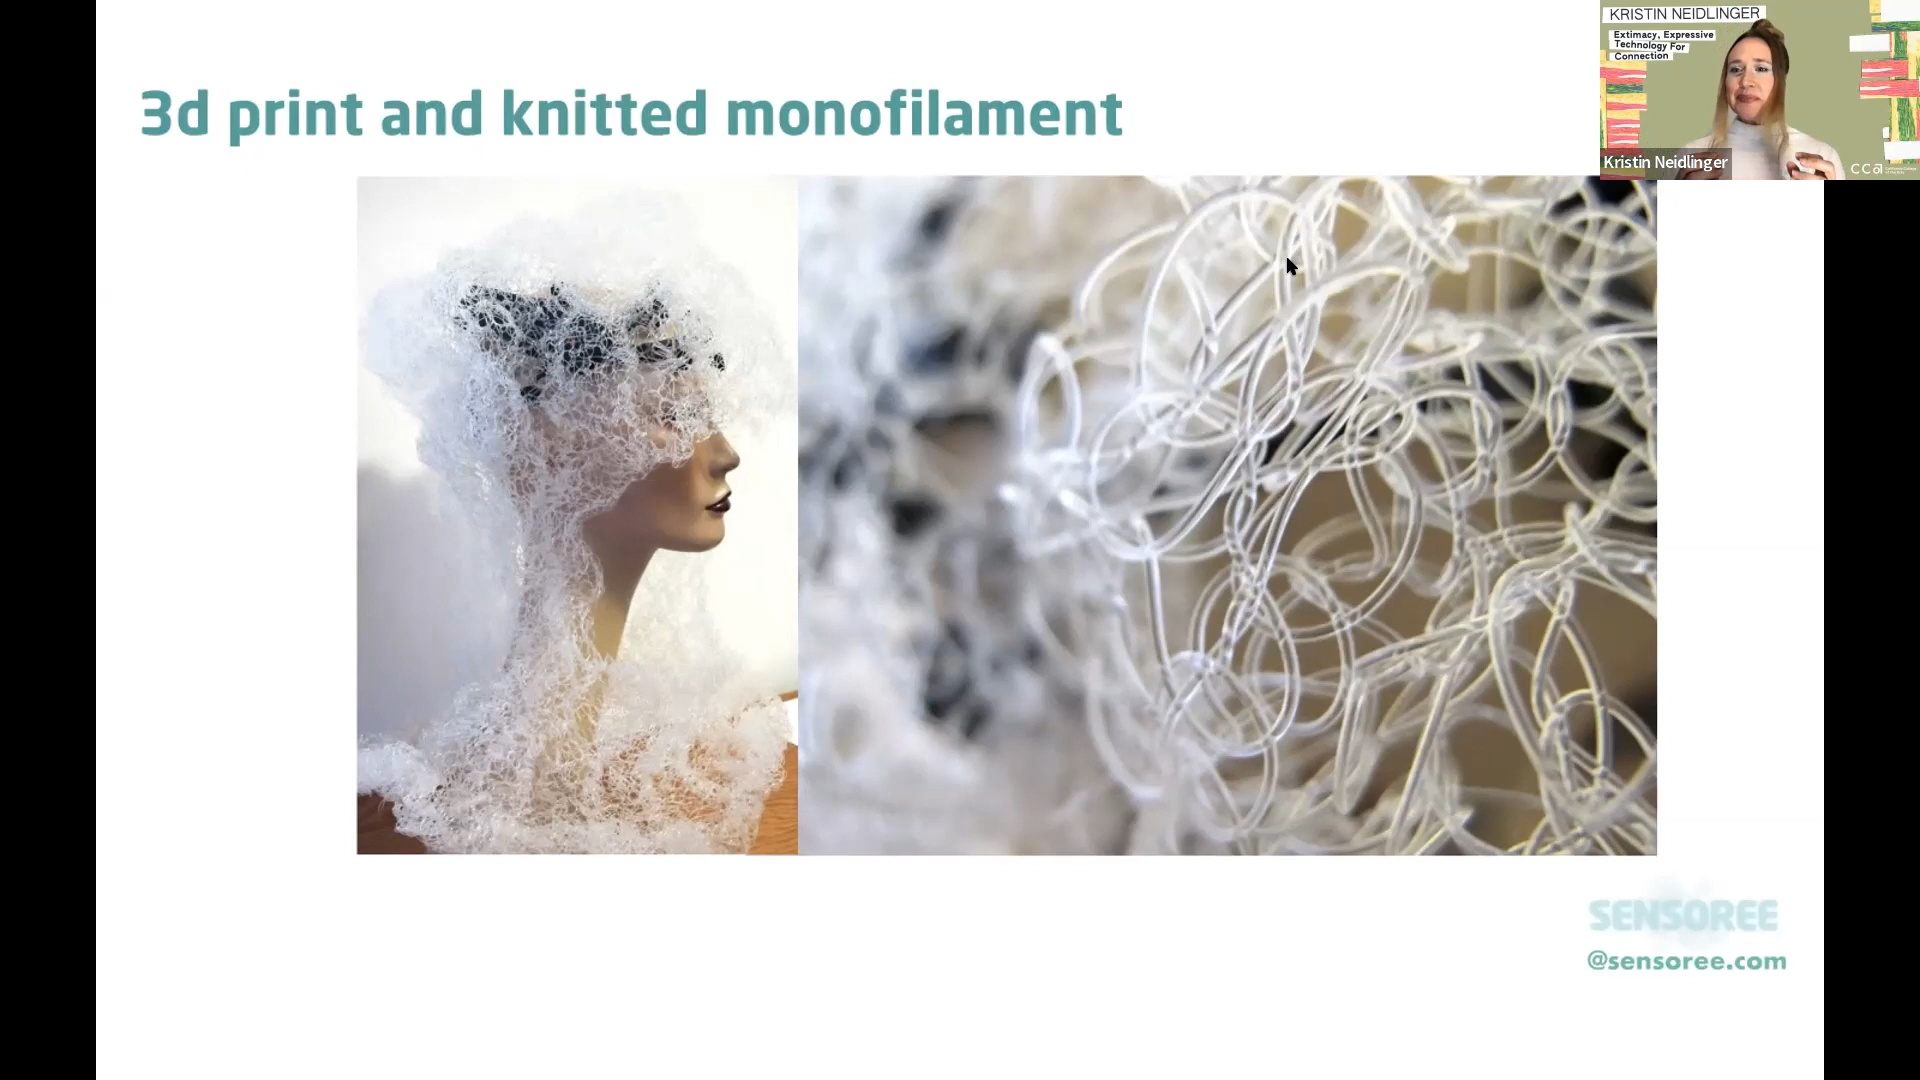 3d print and knitted monofilament
KRISTIN NEIDLINGER
Extimacy, Expressive
Technology For
Connection
Kristin Neidlinger
CCA
SENSOREE
@sensoree.com